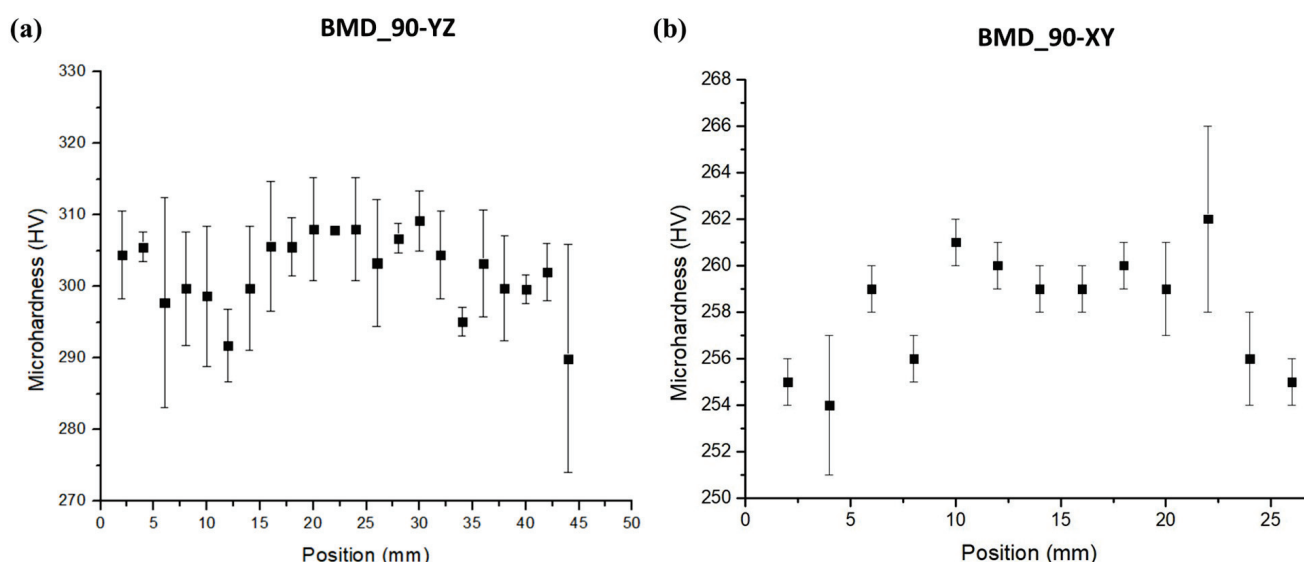 (a)
BMD_90-YZ
330
320
310
300
290
280
270
Microhardness (HV)
0 5 10 15 20 25 30 35 40 45 50
Position (mm)
(b)
BMD_90-XY
268
266
264
262
260
258
256
254
252
250
Microhardness (HV)
0 5 10 15 20 25
Position (mm)